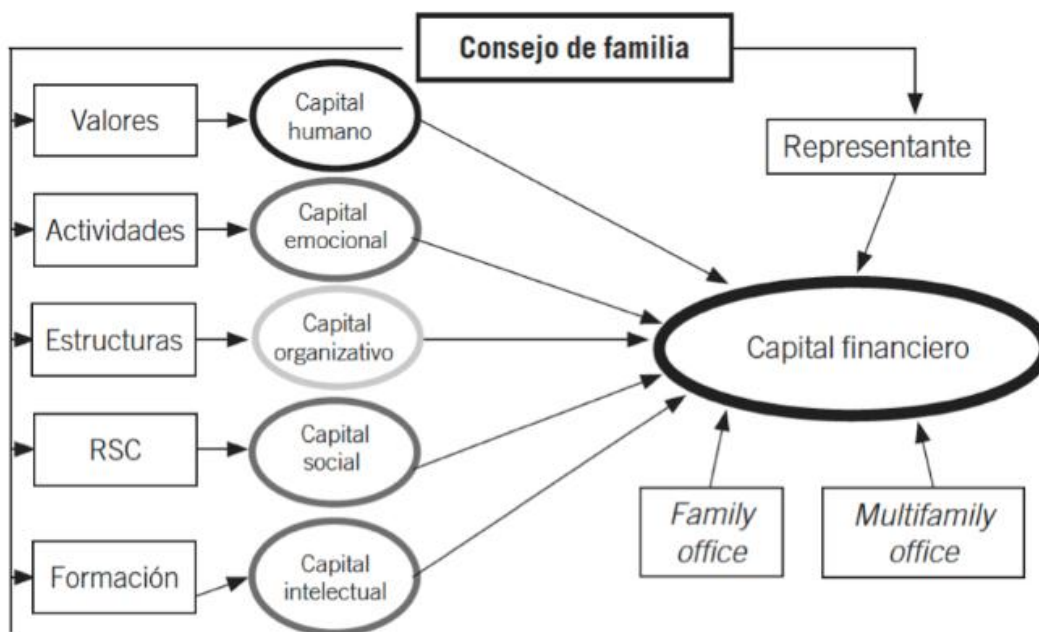 Consejo de familia
Valores
Capital
humano
Representante
Actividades
Capital
emocional
Estructuras
Capital
organizativo
Capital financiero
RSC
Capital
social
Family
office
Multifamily
office
Formación
Capital
intelectual